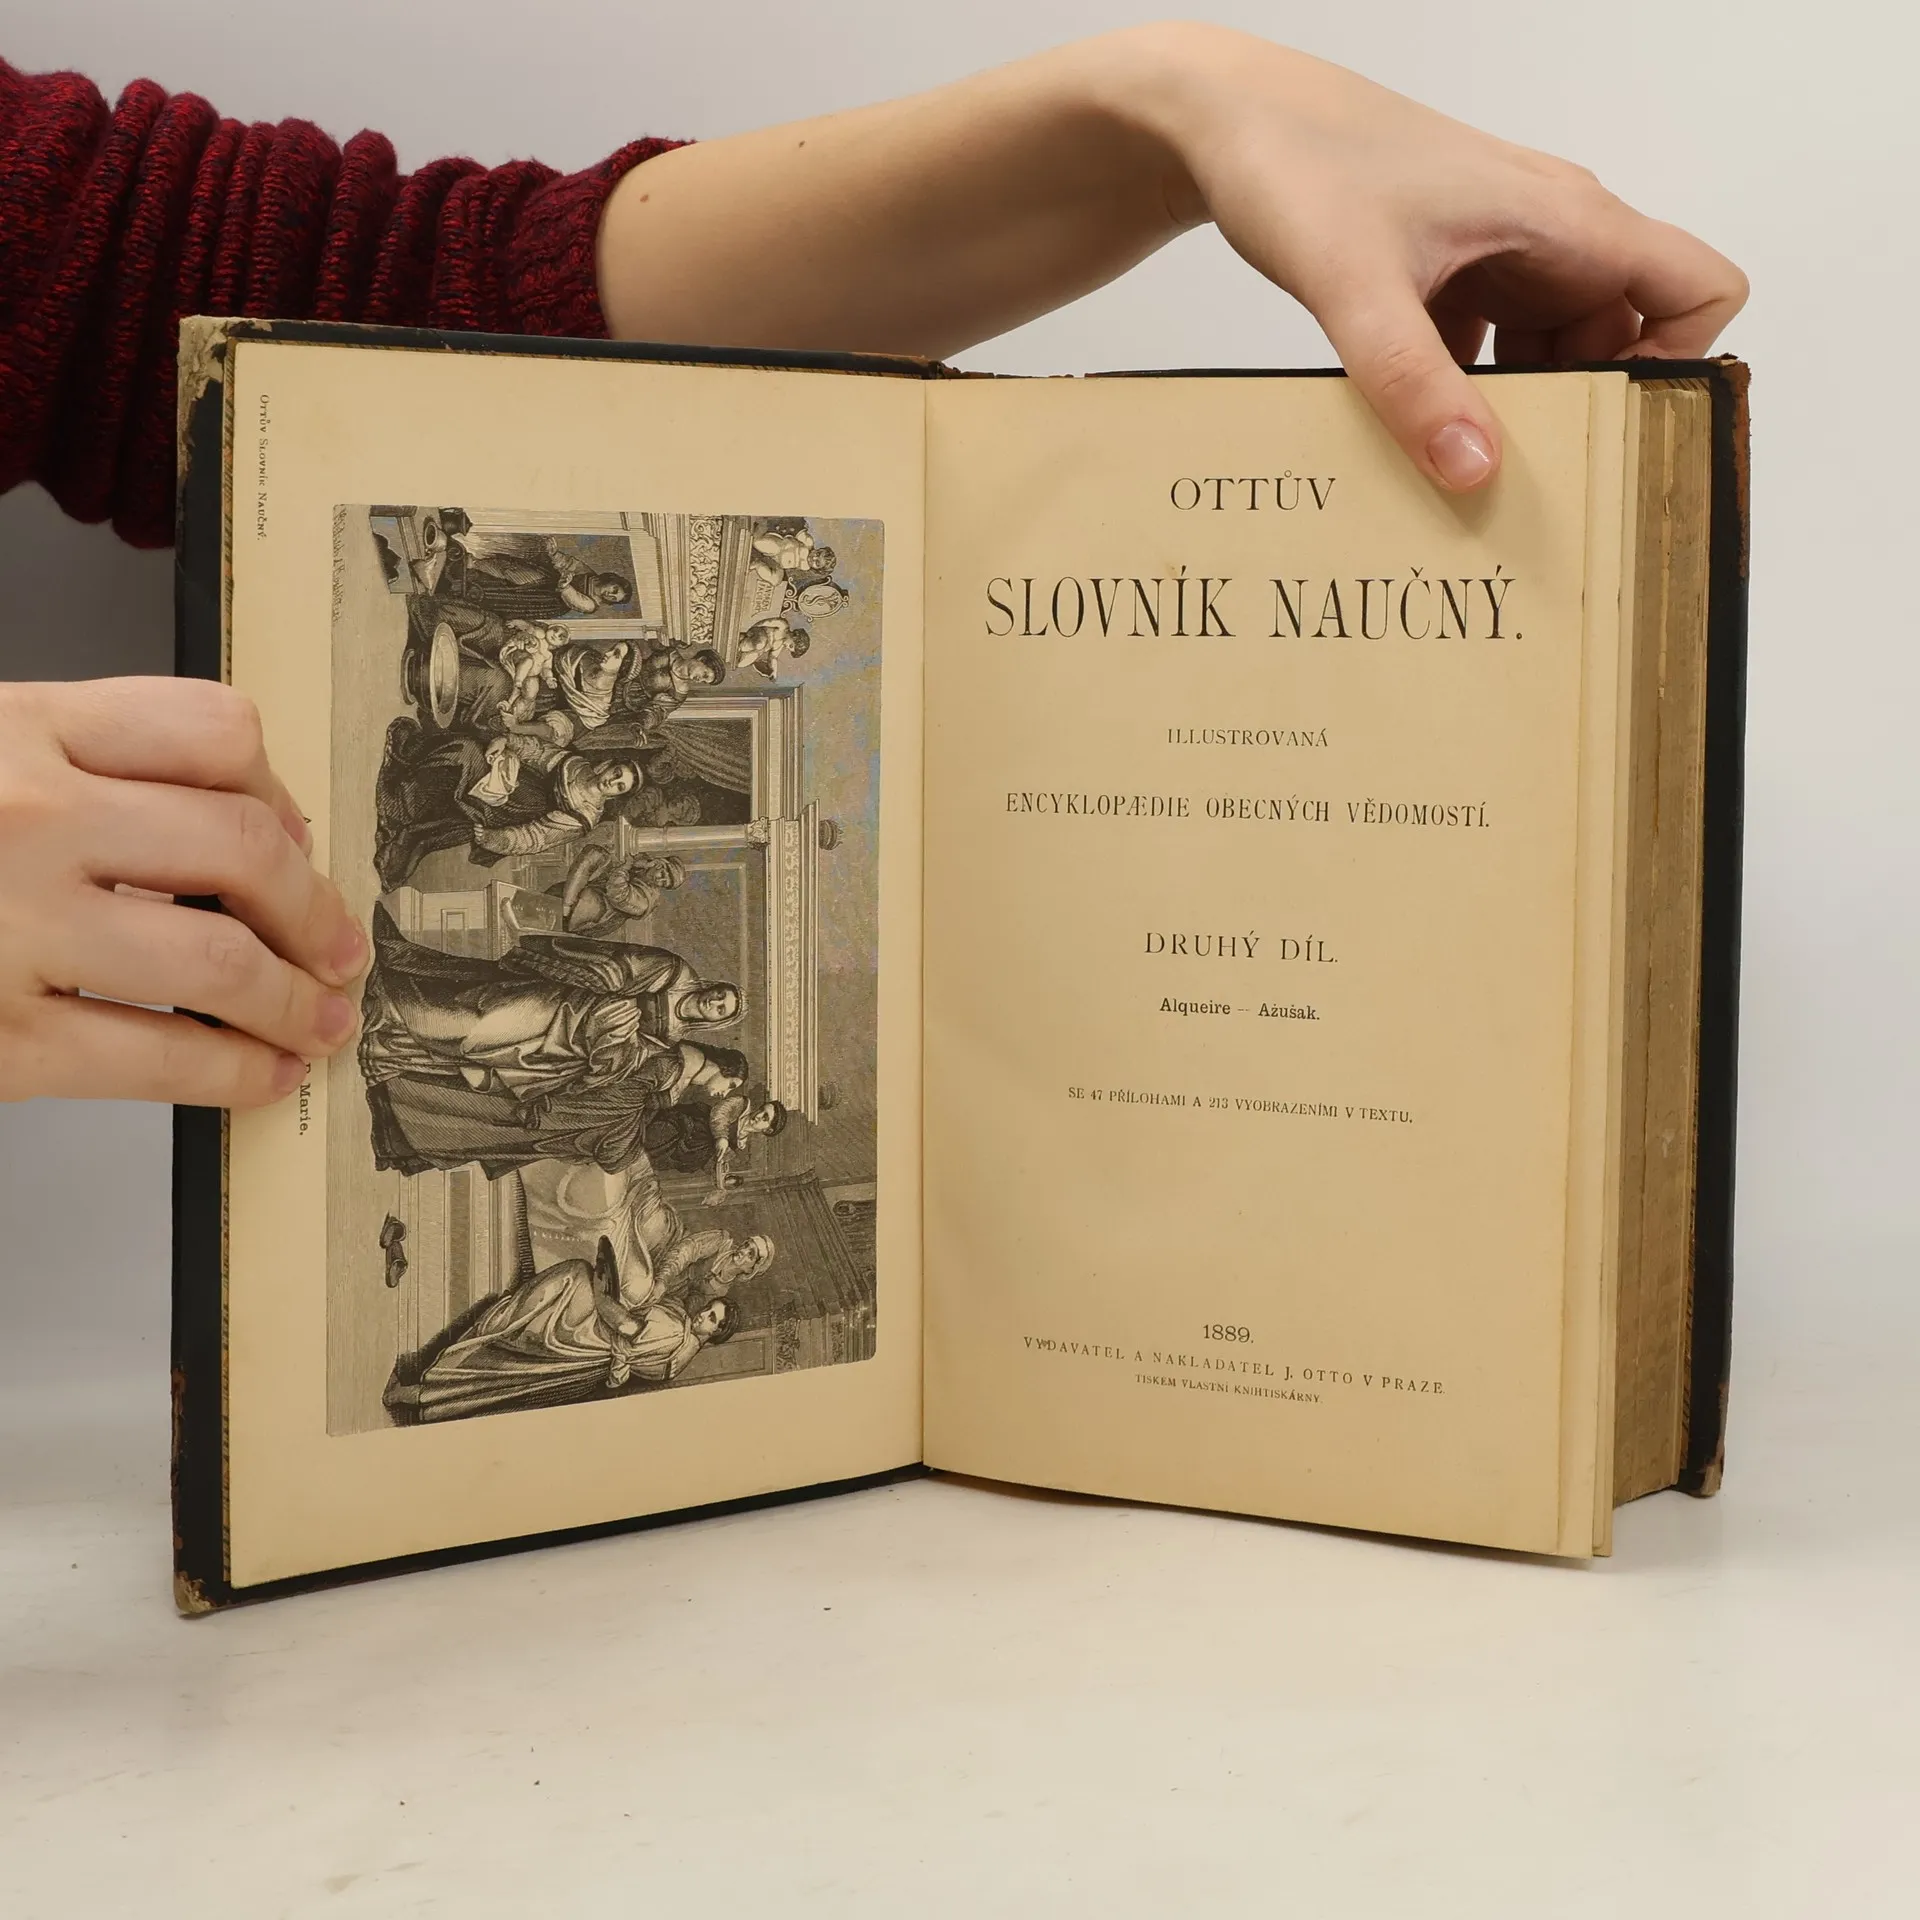 OTTŮV SLOVNÍK NAUČNÝ.
Marie.
OTTŮV
SLOVNÍK NAUČNÝ.
ILLUSTROVANÁ
ENCYKLOPÆDIE OBECNÝCH VĚDOMOSTÍ.
DRUHÝ DÍL.
Alqueire – Ažušak.
SE 47 PŘÍLOHAMI A 213 VYOBRAZENÍMI V TEXTU.
1889.
VYDAVATEL A NAKLADATEL J. OTTO V PRAZE.
TISKEM VLASTNÍ KNIHTISKÁRNY.